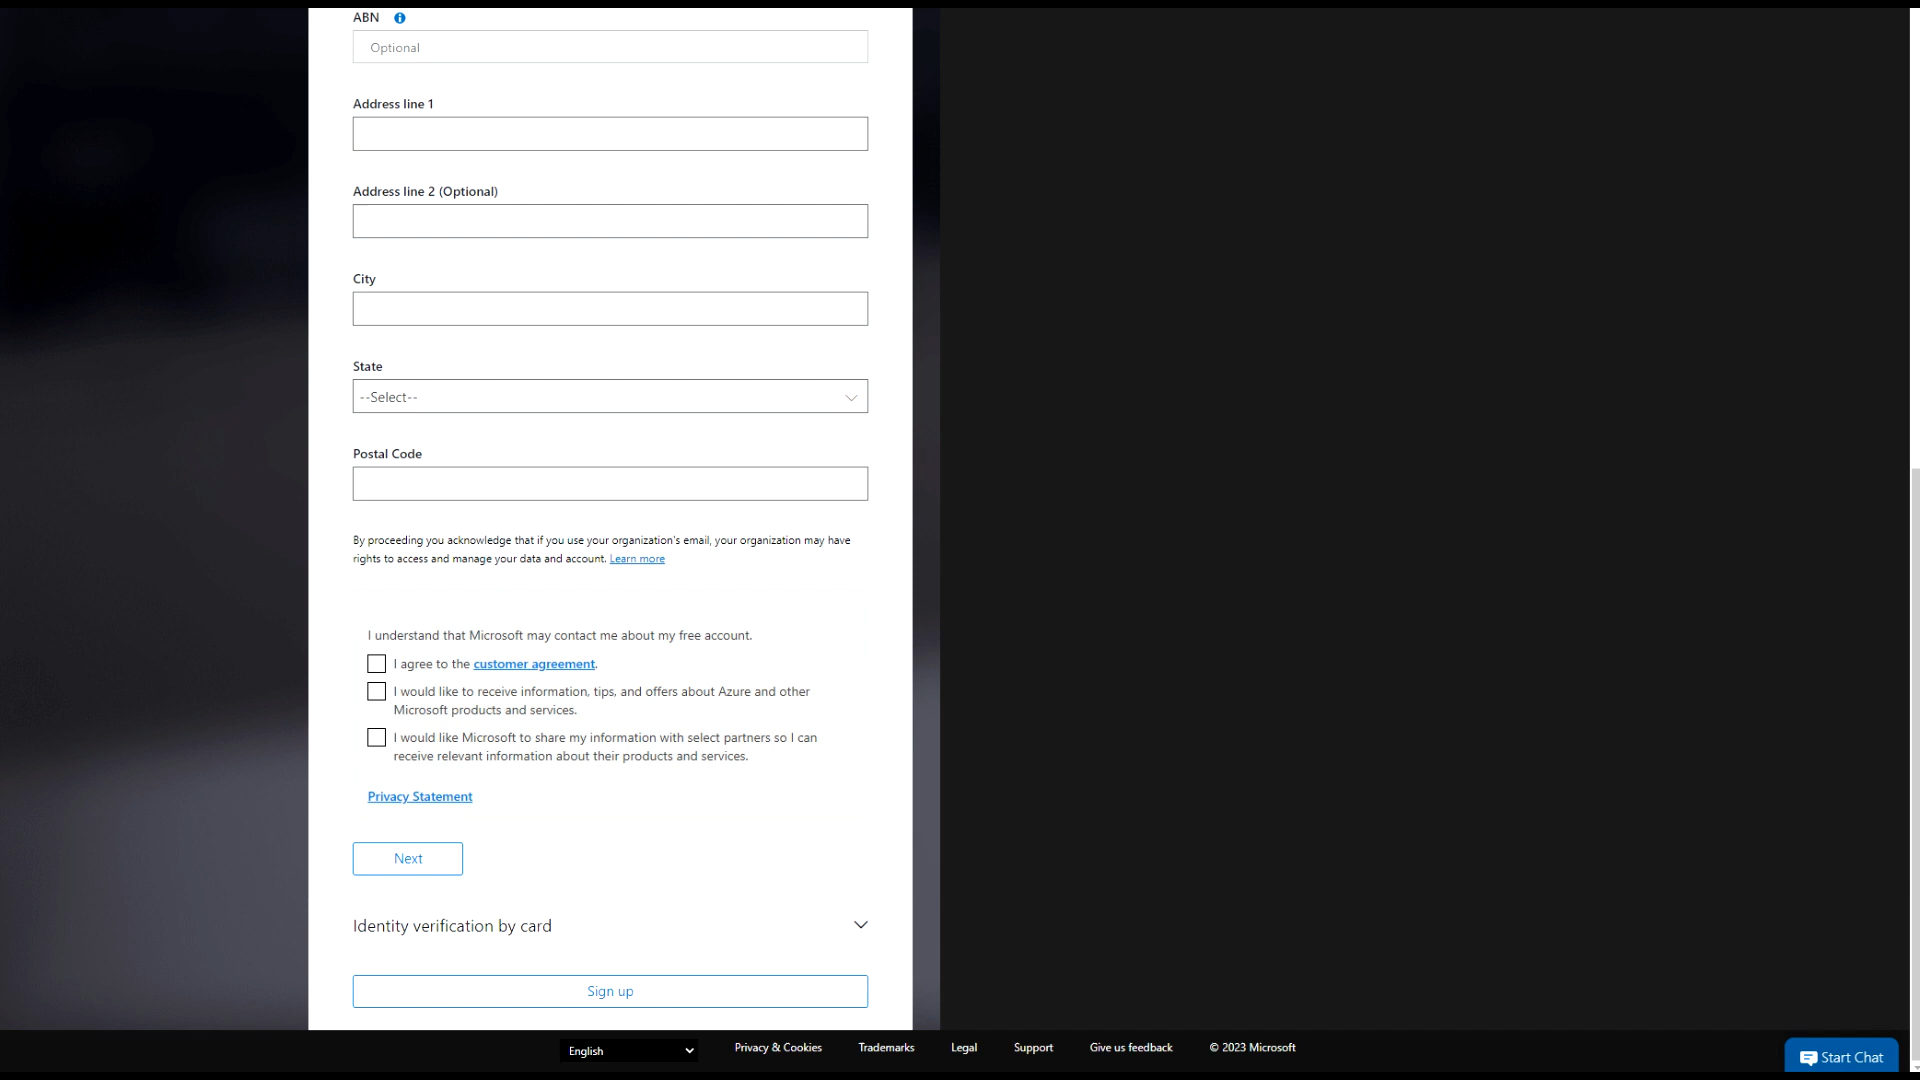 ABN
Optional
Address line 1
Address line 2 (Optional)
City
State
--Select--
Postal Code
By proceeding you acknowledge that if you use your organization's email, your organization may have
rights to access and manage your data and account. Learn more
I understand that Microsoft may contact me about my free account.
I agree to the customer agreement.
I would like to receive information, tips, and offers about Azure and other
Microsoft products and services.
I would like Microsoft to share my information with select partners so I can
receive relevant information about their products and services.
Privacy Statement
Next
Identity verification by card
Sign up
English Privacy & Cookies Trademarks Legal Support Give us feedback © 2023 Microsoft
Start Chat